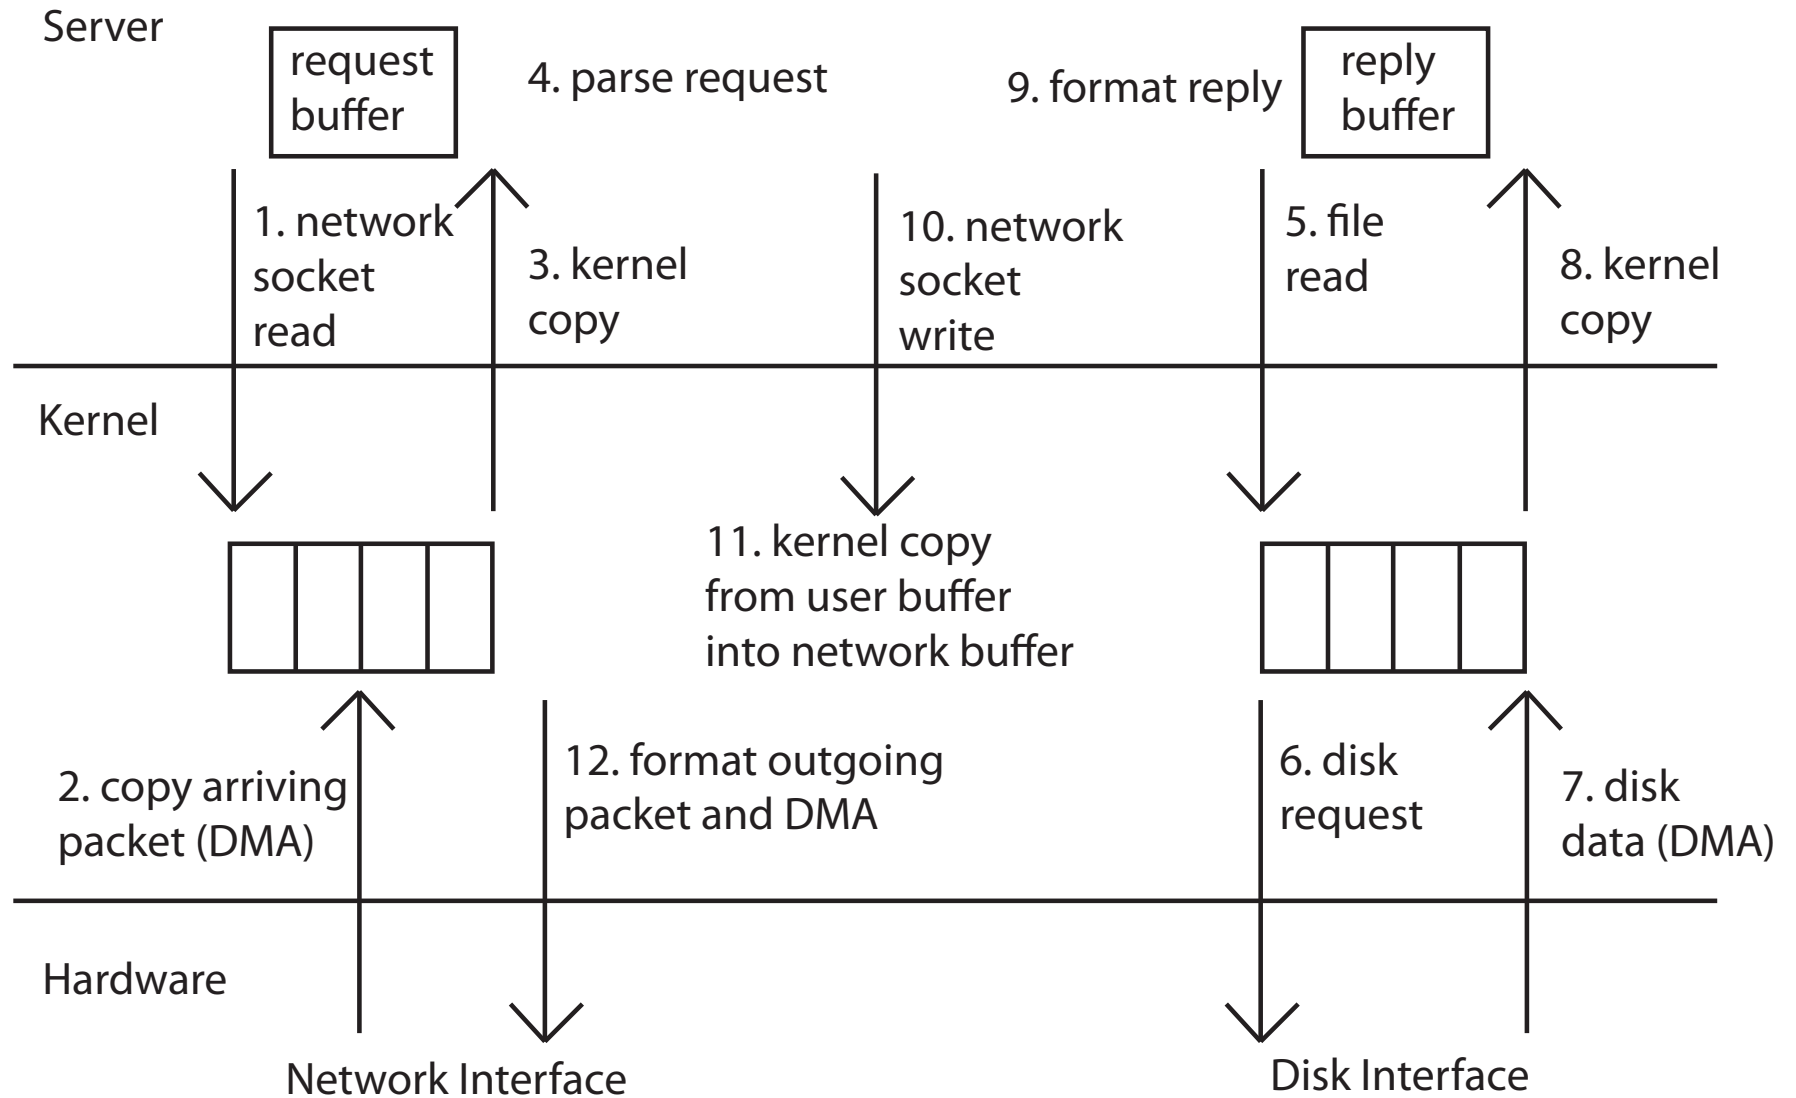 Server
request
buffer
4. parse request
9. format reply
reply
buffer
1. network
socket
read
3. kernel
copy
10. network
socket
write
5. file
read
8. kernel
copy
Kernel
11. kernel copy
from user buffer
into network buffer
2. copy arriving
packet (DMA)
12. format outgoing
packet and DMA
6. disk
request
7. disk
data (DMA)
Hardware
Network Interface
Disk Interface